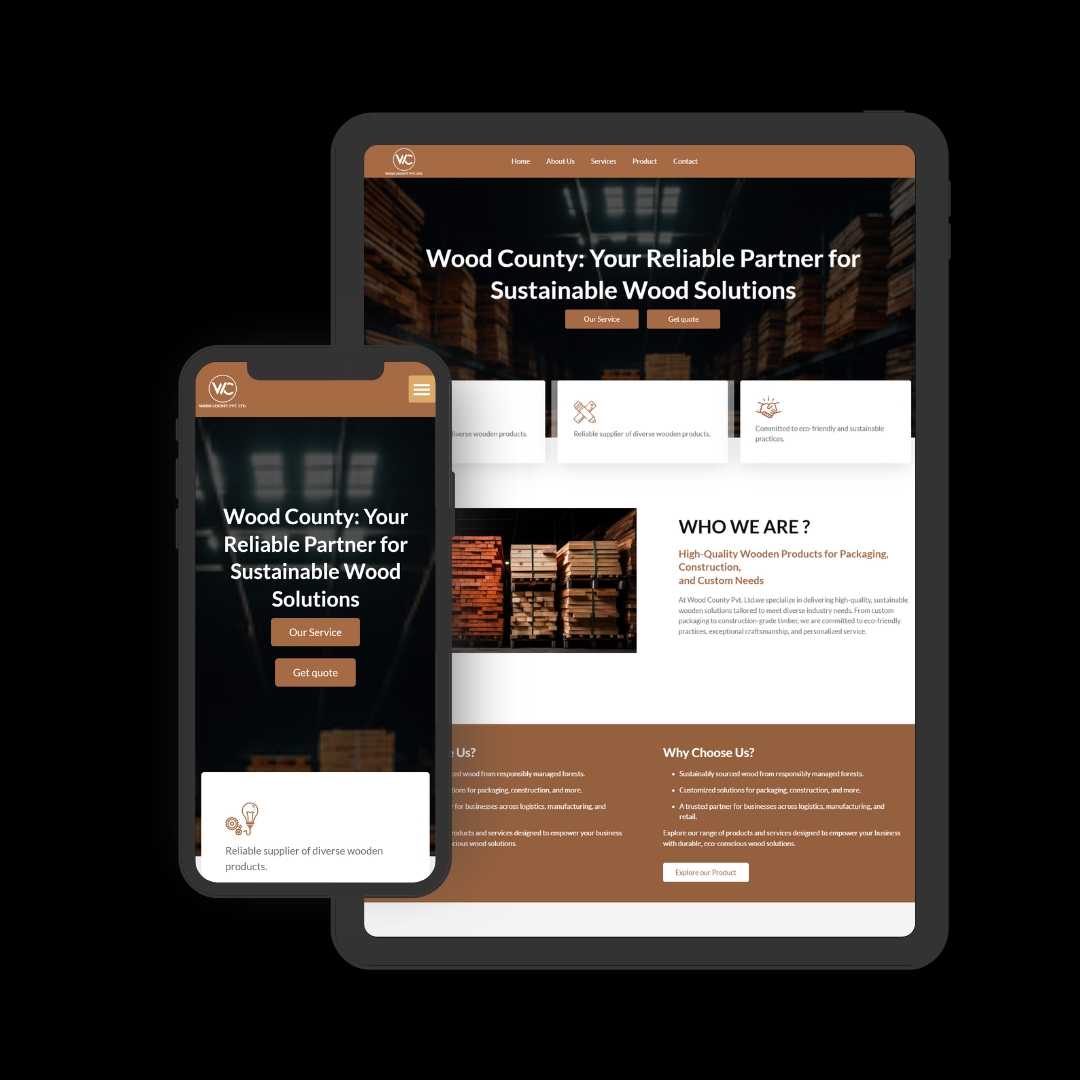 WC
WOOD COUNTY PVT. LTD.
Home About Us Services Product Contact
Wood County: Your Reliable Partner for
Sustainable Wood Solutions
Our Service Get quote
diverse wooden products.
Reliable supplier of diverse wooden products.
Committed to eco-friendly and sustainable
practices.
WHO WE ARE ?
High-Quality Wooden Products for Packaging,
Construction,
and Custom Needs
At Wood County Pvt. Ltd.we specialize in delivering high-quality, sustainable
wooden solutions tailored to meet diverse industry needs. From custom
packaging to construction-grade timber, we are committed to eco-friendly
practices, exceptional craftsmanship, and personalized service.
Us?
wood from responsibly managed forests.
for packaging, construction, and more.
for businesses across logistics, manufacturing, and
products and services designed to empower your business
wood solutions.
Why Choose Us?
Sustainably sourced wood from responsibly managed forests.
Customized solutions for packaging, construction, and more.
A trusted partner for businesses across logistics, manufacturing, and
retail.
Explore our range of products and services designed to empower your business
with durable, eco-conscious wood solutions.
Explore our Product
WC
WOOD COUNTY PVT. LTD
Wood County: Your
Reliable Partner for
Sustainable Wood
Solutions
Our Service
Get quote
Reliable supplier of diverse wooden
products.